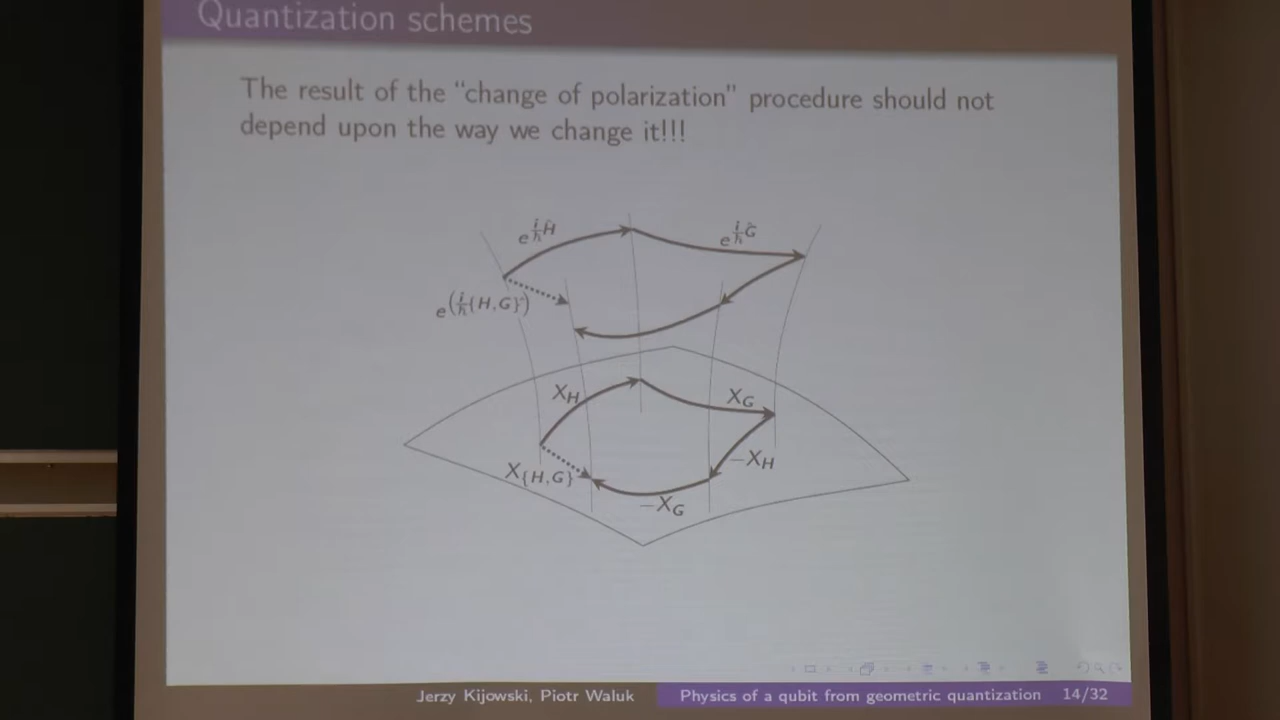 Quantization schemes
The result of the “change of polarization” procedure should not
depend upon the way we change it!!!
e^{\frac{i}{\hbar}\hat{H}}
e^{\frac{i}{\hbar}\hat{G}}
e^{(\frac{i}{\hbar}\{H,G\}\hat{})}
X_H
X_G
X_{\{H,G\}}
−X_H
−X_G
Jerzy Kijowski, Piotr Waluk Physics of a qubit from geometric quantization 14/32